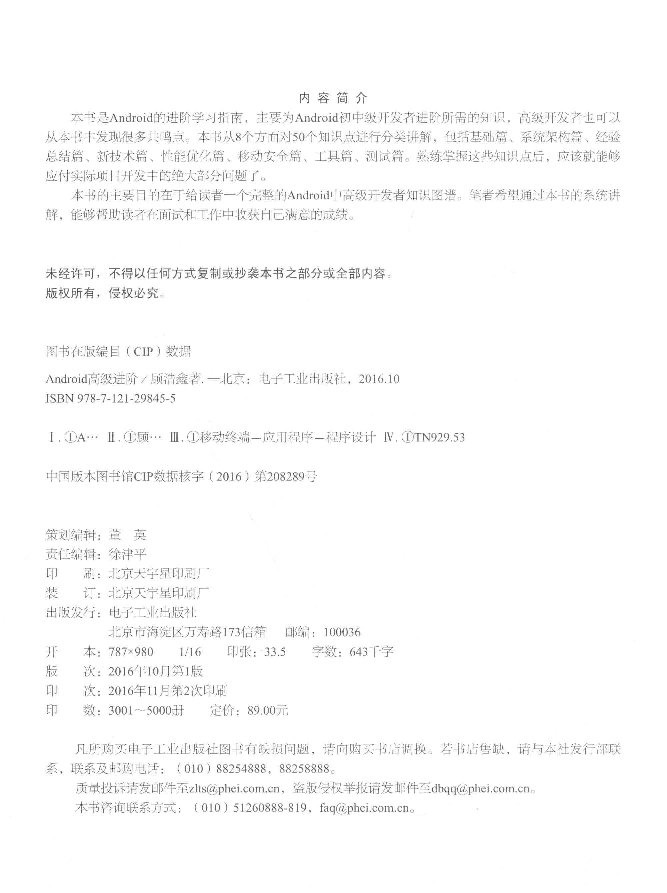 内 容 简 介
本书是Android的进阶学习指南，主要为Android初中级开发者进阶所需的知识，高级开发者也可以
从本书中发现很多共鸣点。本书从8个方面对50个知识点进行分类讲解，包括基础篇、系统架构篇、经验
总结篇、新技术篇、性能优化篇、移动安全篇、工具篇、测试篇。熟练掌握这些知识点后，应该就能够
应付实际项目开发中的绝大部分问题了。
本书的主要目的在于给读者一个完整的Android中高级开发者知识图谱。笔者希望通过本书的系统讲
解，能够帮助读者在面试和工作中收获自己满意的成绩。
未经许可，不得以任何方式复制或抄袭本书之部分或全部内容。
版权所有，侵权必究。
图书在版编目（CIP）数据
Android高级进阶／顾浩鑫著．—北京：电子工业出版社，2016.10
ISBN 978-7-121-29845-5
Ⅰ．①A… Ⅱ．①顾… Ⅲ．①移动终端－应用程序－程序设计 Ⅳ．①TN929.53
中国版本图书馆CIP数据核字（2016）第208289号
策划编辑：董 英
责任编辑：徐津平
印 刷：北京天宇星印刷厂
装 订：北京天宇星印刷厂
出版发行：电子工业出版社
北京市海淀区万寿路173信箱 邮编：100036
开 本：787×980 1/16 印张：33.5 字数：643千字
版 次：2016年10月第1版
印 次：2016年11月第2次印刷
印 数：3001～5000册 定价：89.00元
凡所购买电子工业出版社图书有缺损问题，请向购买书店调换。若书店售缺，请与本社发行部联
系，联系及邮购电话：（010）88254888，88258888。
质量投诉请发邮件至zlts@phei.com.cn，盗版侵权举报请发邮件至dbqq@phei.com.cn。
本书咨询联系方式：（010）51260888-819，faq@phei.com.cn。